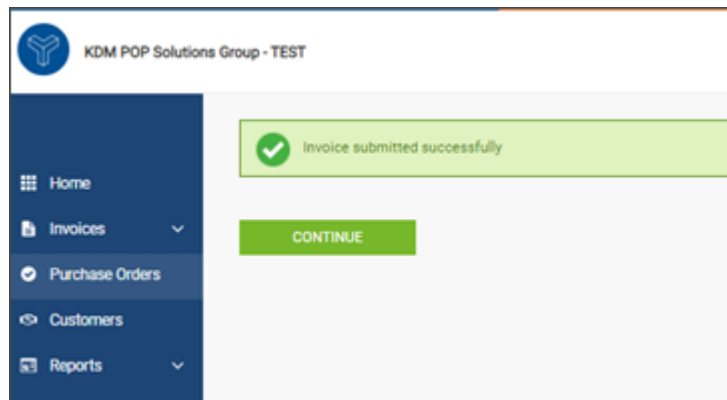 KDM POP Solutions Group - TEST
Invoice submitted successfully
CONTINUE
Home
Invoices
Purchase Orders
Customers
Reports